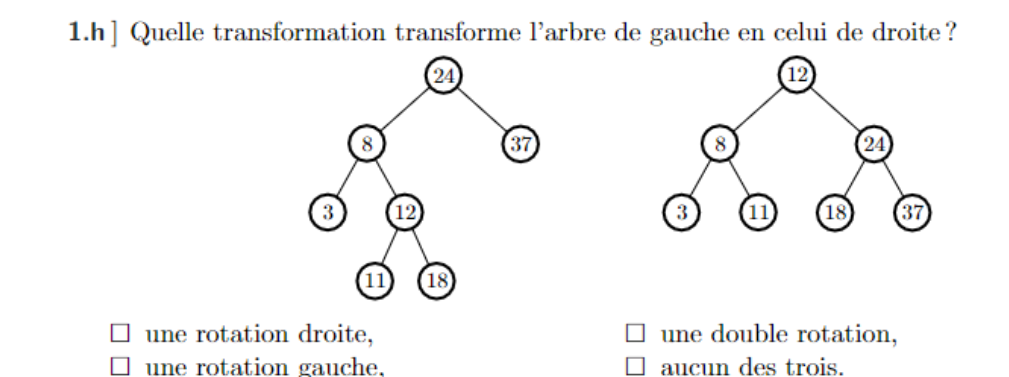 1.h ] Quelle transformation transforme l'arbre de gauche en celui de droite ?
24 12
8 37 8 24
3 12 3 11 18 37
11 18
☐ une rotation droite, ☐ une double rotation,
☐ une rotation gauche, ☐ aucun des trois.